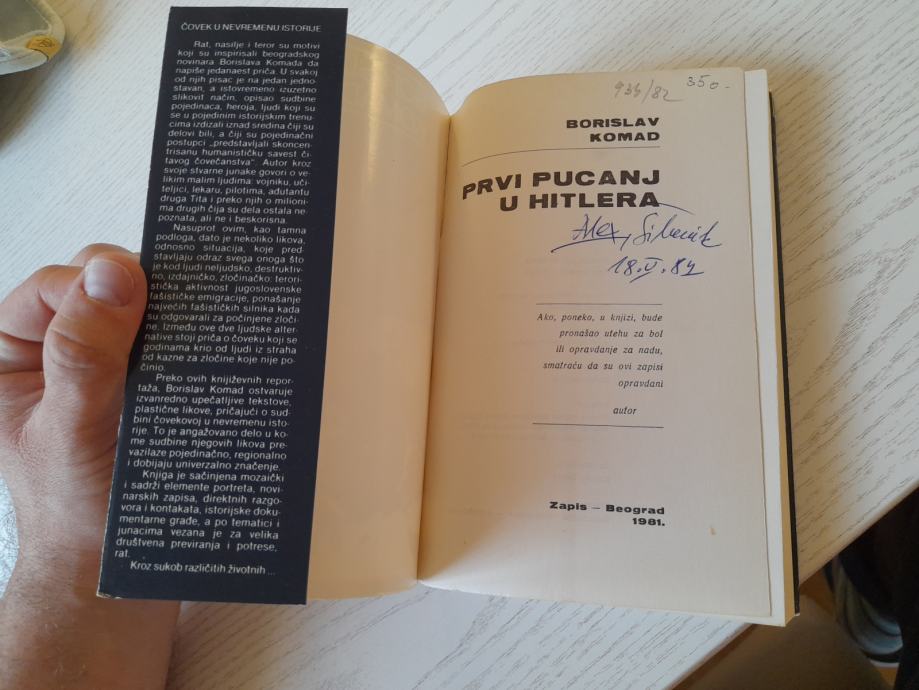 ČOVEK U NEVREMENU ISTORIJE
Rat, nasilje i teror su motivi
koji su inspirisali beogradskog
novinara Borislava Komada da
napiše jedanaest priča. U svakoj
od njih pisac je na jedan jedno-
stavan, a istovremeno izuzetno
slikovit način, opisao sudbine
pojedinaca, heroja, ljudi koji su
se u pojedinim istorijskim trenu-
cima izdizali iznad sredina čiji su
delovi bili, a čiji su pojedinačni
postupci „predstavljali skoncen-
trisanu humanističku savest či-
tavog čovečanstva". Autor kroz
svoje stvarne junake govori o ve-
likim malim ljudima: vojniku, uči-
teljici, lekaru, pilotima, ađutantu
druga Tita i preko njih o milioni-
ma drugih čija su dela ostala ne-
poznata, ali ne i beskorisna.
Nasuprot ovim, kao tamna
podloga, dato je nekoliko likova,
odnosno situacija, koje pred-
stavljaju odraz svega onoga što
je kod ljudi neljudsko, destruktiv-
no, izdajničko, zločinačko: terori-
stička aktivnost jugoslovenske
fašističke emigracije, ponašanje
najvećih fašističkih silnika kada
su odgovarali za počinjene zloči-
ne. Između ove dve ljudske alter-
native stoji priča o čoveku koji se
godinama krio od ljudi iz straha
od kazne za zločine koje nije po-
činio.
Preko ovih književnih repor-
taža, Borislav Komad ostvaruje
izvanredno upečatljive tekstove,
plastične likove, pričajući o sud-
bini čovekovoj u nevremenu isto-
rije. To je angažovano delo u ko-
me sudbine njegovih likova pre-
vazilaze pojedinačno, regionalno
i dobijaju univerzalno značenje.
Knjiga je sačinjena mozaički
i sadrži elemente portreta, novi-
narskih zapisa, direktnih razgo-
vora i kontakata, istorijske doku-
mentarne građe, a po tematici i
junacima vezana je za velika
društvena previranja i potrese,
rat.
Kroz sukob različitih životnih ...
934/82 350.-
BORISLAV
KOMAD
PRVI PUCANJ
U HITLERA
Alex,
18.V.84
Ako, poneko, u knjizi, bude
pronašao utehu za bol
ili opravdanje za nadu,
smatraću da su ovi zapisi
opravdani
autor
Zapis — Beograd
1981.